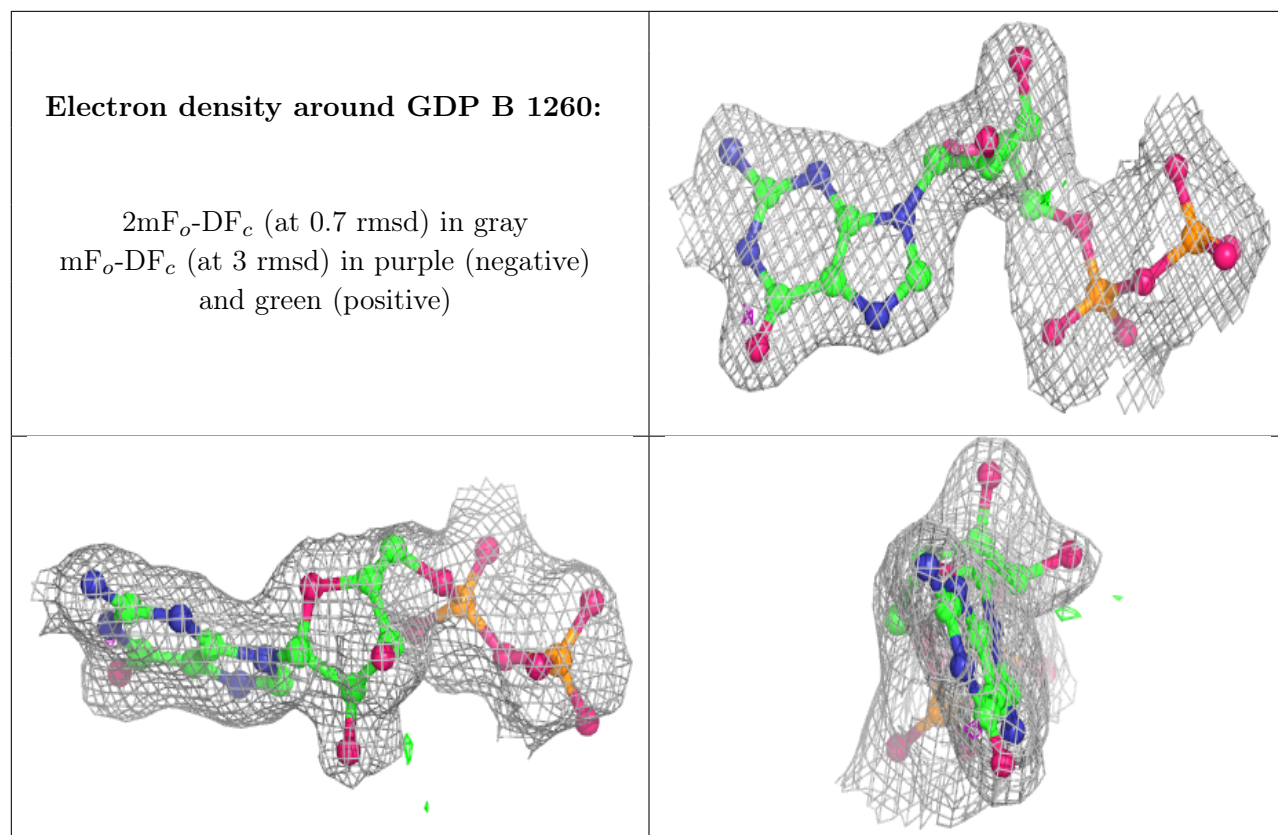 Electron density around GDP B 1260:
2mFo-DFc (at 0.7 rmsd) in gray
mFo-DFc (at 3 rmsd) in purple (negative)
and green (positive)